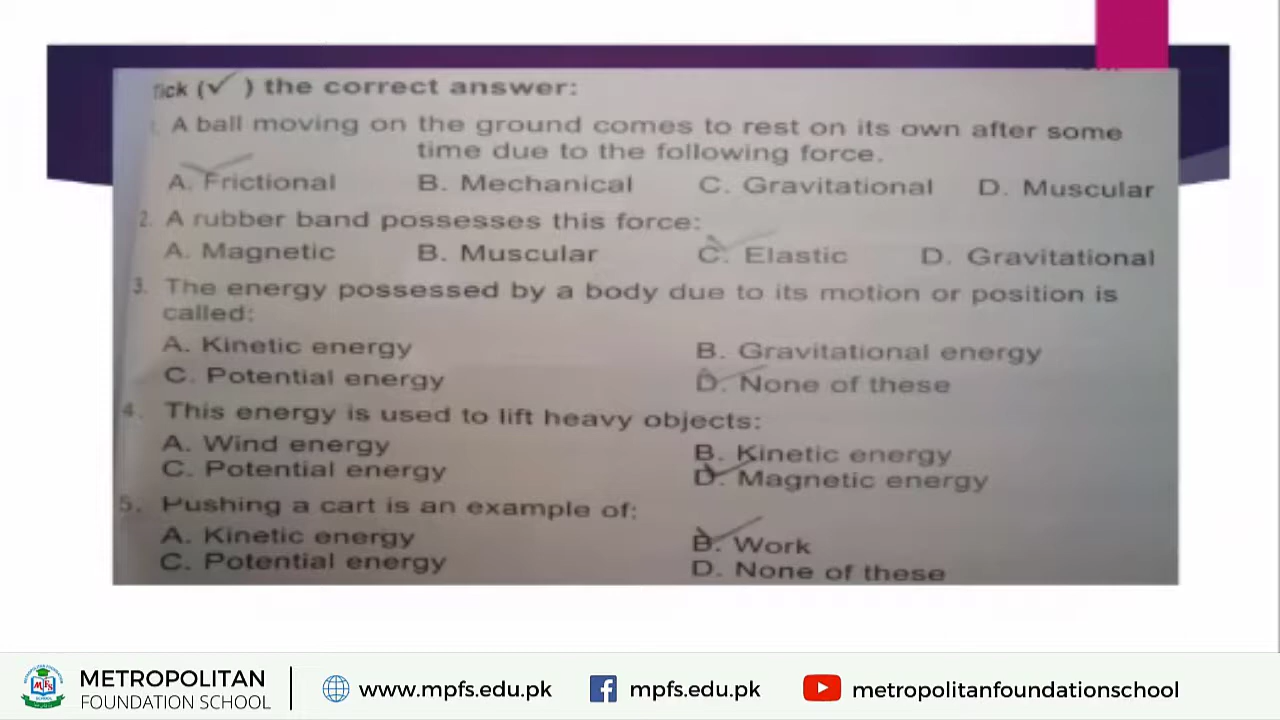 Tick (✓) the correct answer:
1. A ball moving on the ground comes to rest on its own after some
time due to the following force.
A. Frictional B. Mechanical C. Gravitational D. Muscular
2. A rubber band possesses this force:
A. Magnetic B. Muscular C. Elastic D. Gravitational
3. The energy possessed by a body due to its motion or position is
called:
A. Kinetic energy B. Gravitational energy
C. Potential energy D. None of these
4. This energy is used to lift heavy objects:
A. Wind energy B. Kinetic energy
C. Potential energy D. Magnetic energy
5. Pushing a cart is an example of:
A. Kinetic energy B. Work
C. Potential energy D. None of these
METROPOLITAN
FOUNDATION SCHOOL
www.mpfs.edu.pk
mpfs.edu.pk
metropolitanfoundationschool